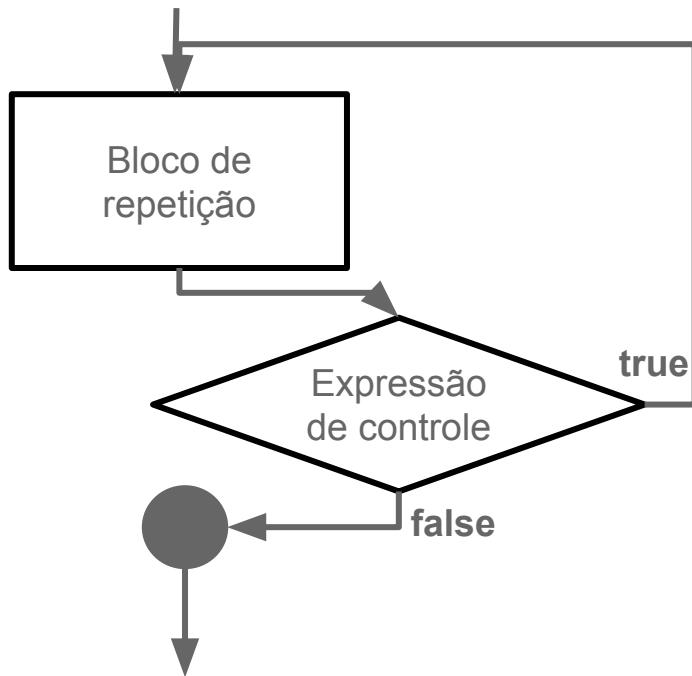 Bloco de
repetição
Expressão
de controle
true
false